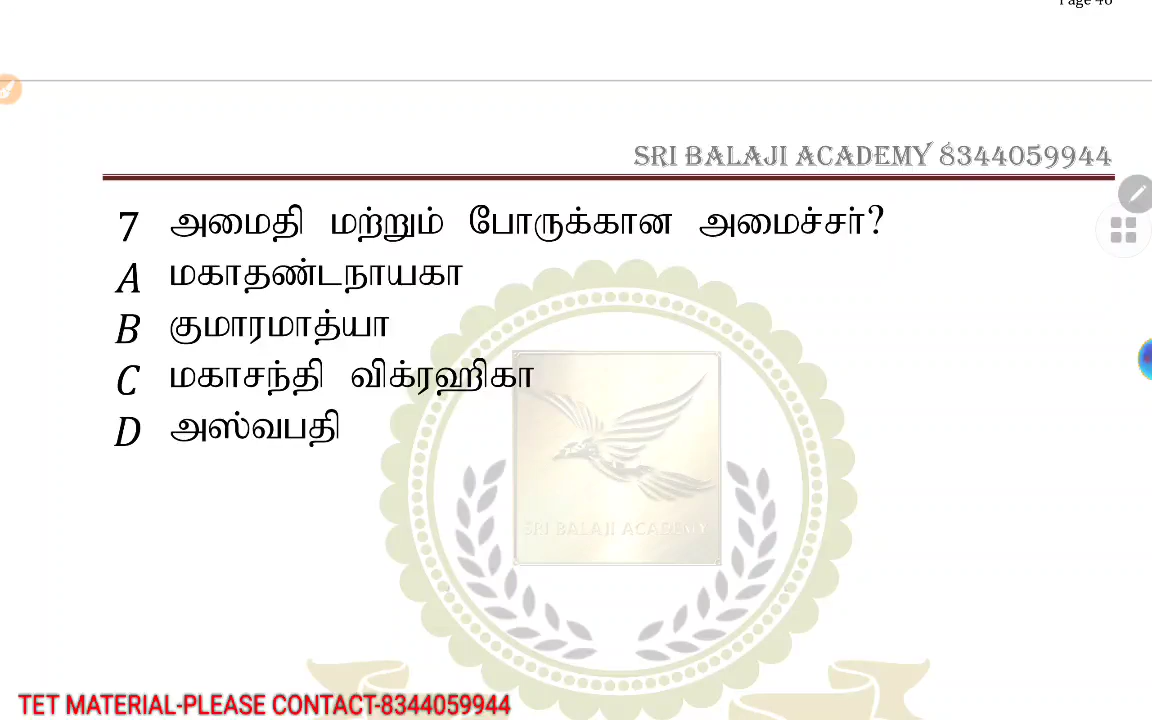 Page 46
SRI BALAJI ACADEMY 8344059944
7 அமைதி மற்றும் போருக்கான அமைச்சர்?
A மகாதண்டநாயகா
B குமாரமாத்யா
C மகாசந்தி விக்ரஹிகா
D அஸ்வபதி
SRI BALAJI ACADEMY
TET MATERIAL-PLEASE CONTACT-8344059944